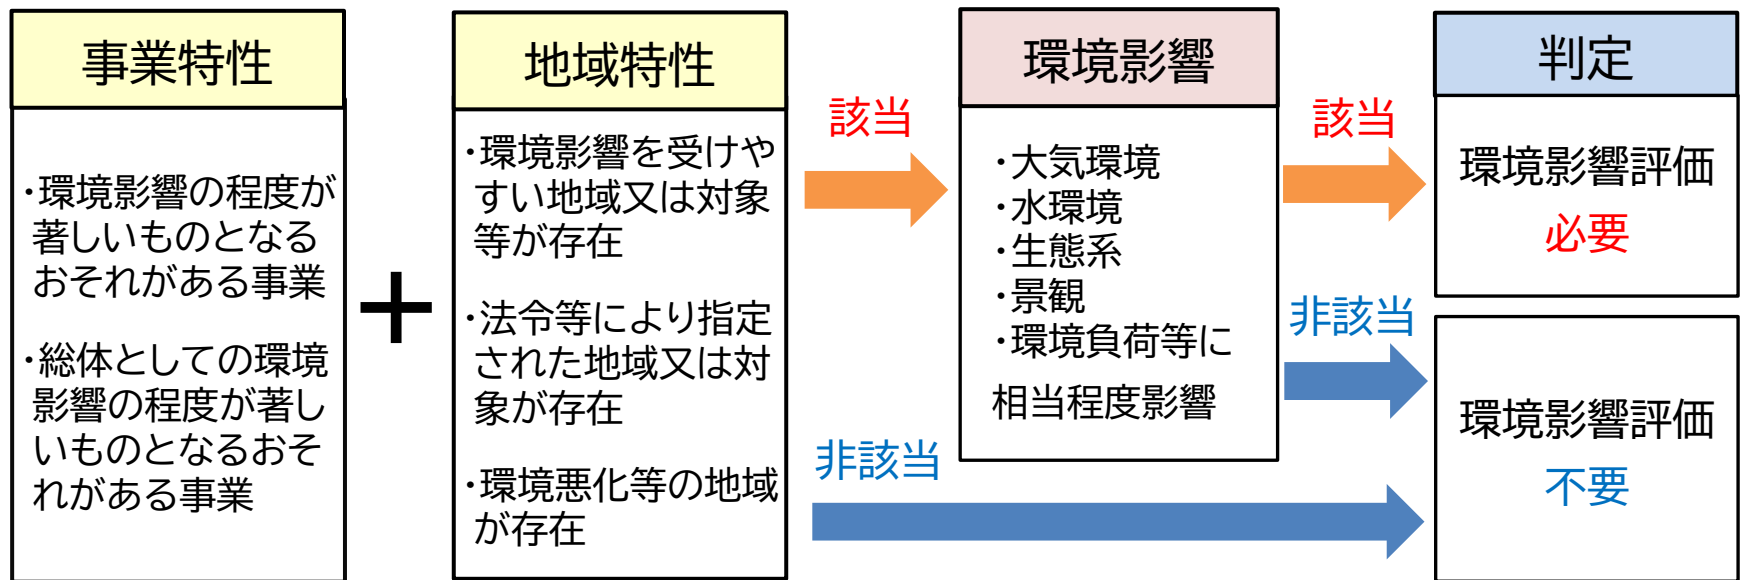 事業特性
・環境影響の程度が
著しいものとなる
おそれがある事業
・総体としての環境
影響の程度が著し
いものとなるおそ
れがある事業
＋
地域特性
・環境影響を受けや
すい地域又は対象
等が存在
・法令等により指定
された地域又は対
象が存在
・環境悪化等の地域
が存在
該当
非該当
環境影響
・大気環境
・水環境
・生態系
・景観
・環境負荷等に
相当程度影響
該当
非該当
判定
環境影響評価
必要
環境影響評価
不要